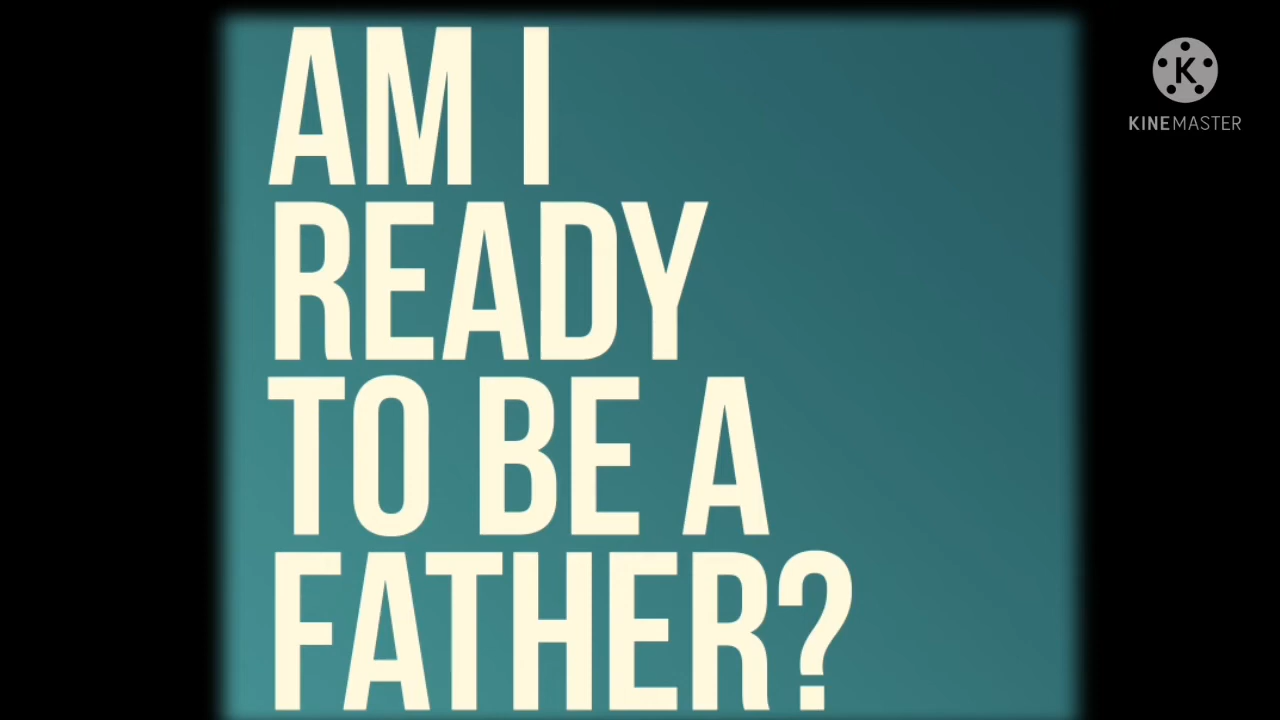 AM I
READY
TO BE A
FATHER?
K
KINEMASTER